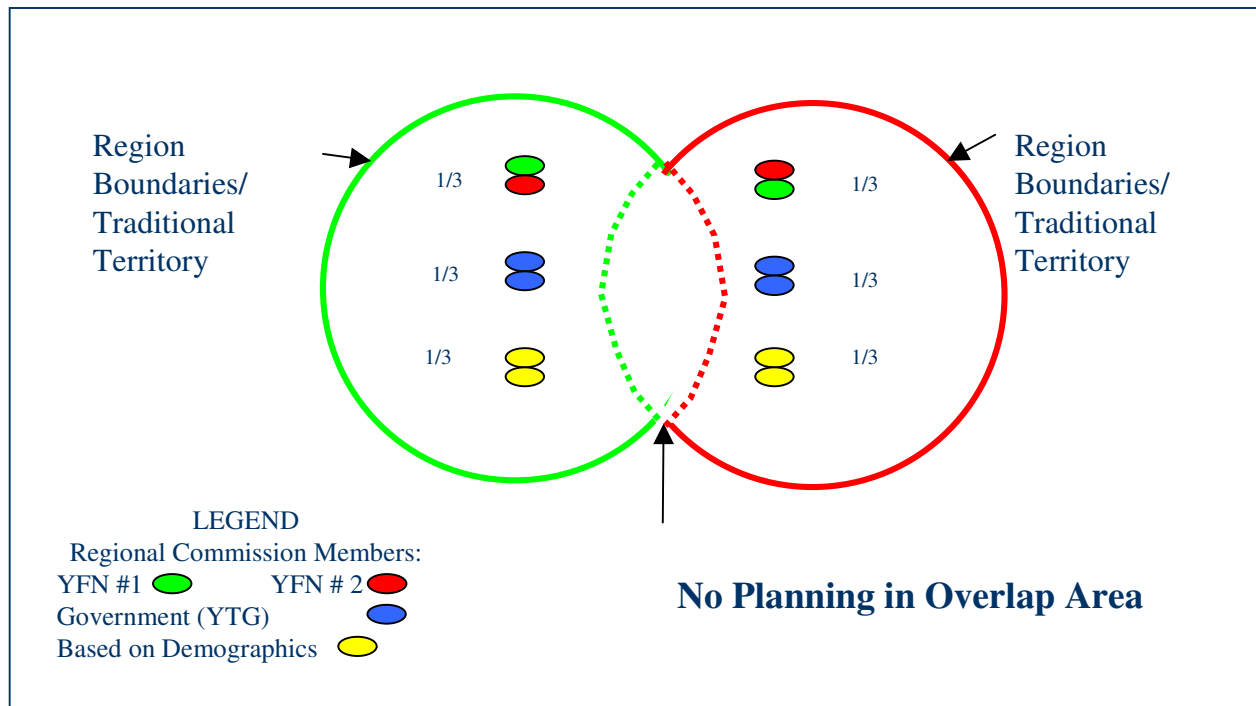 Region
Boundaries/
Traditional
Territory
1/3
1/3
1/3
1/3
1/3
1/3
Region
Boundaries/
Traditional
Territory
LEGEND
Regional Commission Members:
YFN #1 YFN # 2
Government (YTG)
Based on Demographics
No Planning in Overlap Area